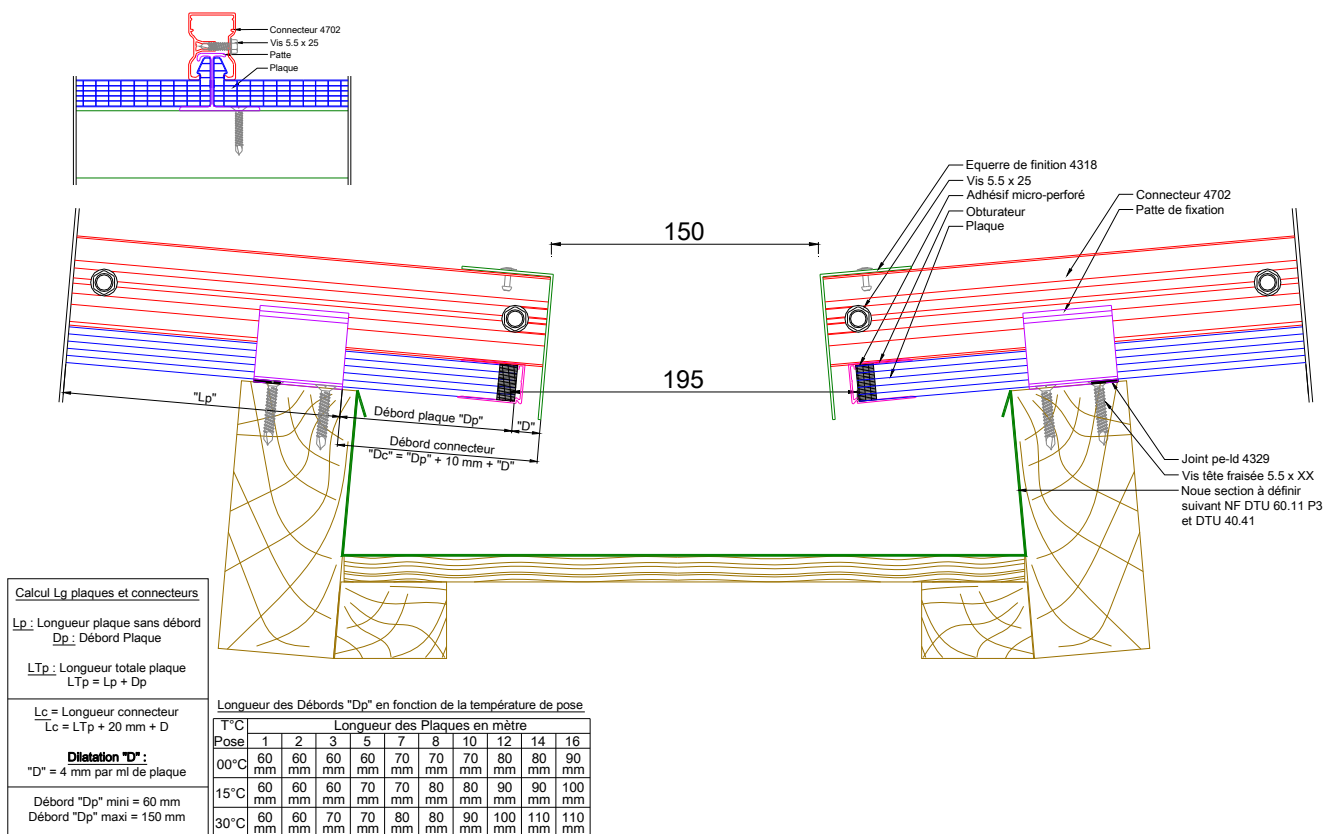 Connecteur 4702
Vis 5.5 x 25
Patte
Plaque
Equerre de finition 4318
Vis 5.5 x 25
Adhésif micro-perforé
Obturateur
Plaque
Connecteur 4702
Patte de fixation
150
195
"Lp"
Débord plaque "Dp"
"D"
Débord connecteur
"Dc" = "Dp" + 10 mm + "D"
Joint pe-ld 4329
Vis tête fraisée 5.5 x XX
Noue section à définir
suivant NF DTU 60.11 P3
et DTU 40.41
Calcul Lg plaques et connecteurs
Lp : Longueur plaque sans débord
Dp : Débord Plaque
LTp : Longueur totale plaque
LTp = Lp + Dp
Lc = Longueur connecteur
Lc = LTp + 20 mm + D
Dilatation "D" :
"D" = 4 mm par ml de plaque
Débord "Dp" mini = 60 mm
Débord "Dp" maxi = 150 mm
Longueur des Débords "Dp" en fonction de la température de pose
T°C Pose Longueur des Plaques en mètre
1 2 3 5 7 8 10 12 14 16
00°C 60 mm 60 mm 60 mm 60 mm 70 mm 70 mm 70 mm 80 mm 80 mm 90 mm
15°C 60 mm 60 mm 60 mm 70 mm 70 mm 80 mm 80 mm 90 mm 90 mm 100 mm
30°C 60 mm 60 mm 70 mm 70 mm 80 mm 80 mm 90 mm 100 mm 110 mm 110 mm